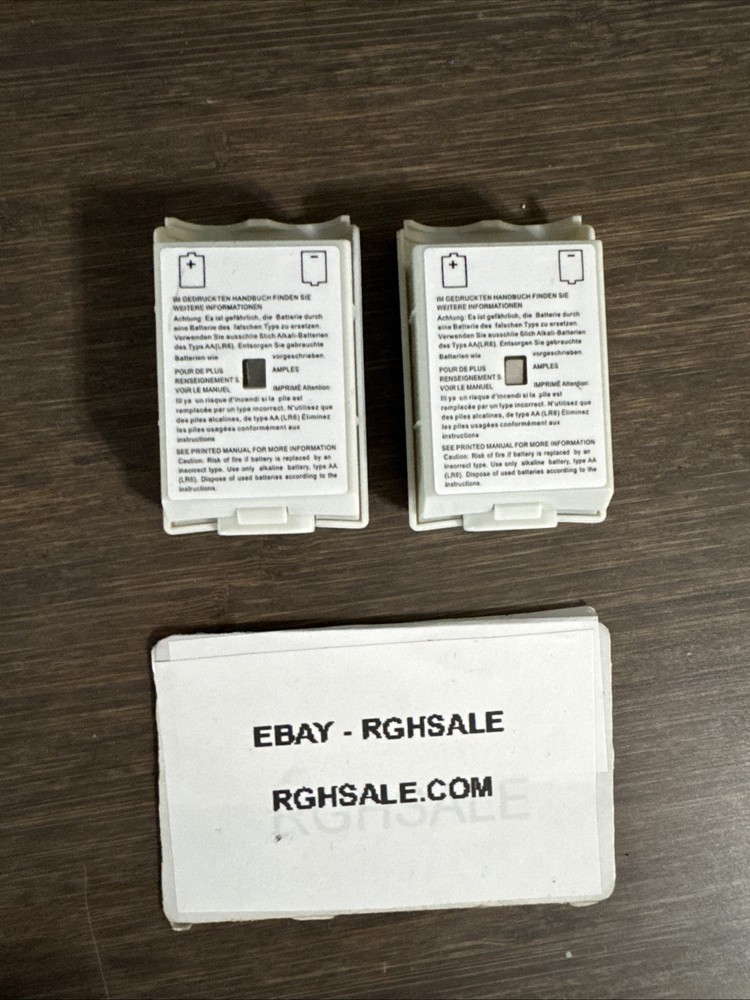 +
-
IM GEDRUCKTEN HANDBUCH FINDEN SIE
WEITERE INFORMATIONEN
Achtung: Es ist gefährlich, die Batterie durch
eine Batterie des falschen Typs zu ersetzen.
Verwenden Sie ausschlie ßlich Alkali-Batterien
des Typs AA(LR6). Entsorgen Sie gebrauchte
Batterien wie vorgeschrieben.
POUR DE PLUS AMPLES
RENSEIGNEMENT S
VOIR LE MANUEL IMPRIMÉ Attention:
Ill ya un risque d'incendi si la pile est
remplacée par un type incorrect. N'utilisez que
des piles alcalines, de type AA (LR6) Éliminez
les piles usagées conformément aux
instructions
SEE PRINTED MANUAL FOR MORE INFORMATION
Caution: Risk of fire if battery is replaced by an
incorrect type. Use only alkaline battery, type AA
(LR6). Dispose of used batteries according to the
instructions.
+
-
IM GEDRUCKTEN HANDBUCH FINDEN SIE
WEITERE INFORMATIONEN
Achtung: Es ist gefährlich, die Batterie durch
eine Batterie des falschen Typs zu ersetzen.
Verwenden Sie ausschlie ßlich Alkali-Batterien
des Typs AA(LR6). Entsorgen Sie gebrauchte
Batterien wie vorgeschrieben.
POUR DE PLUS AMPLES
RENSEIGNEMENT S
VOIR LE MANUEL IMPRIMÉ Attention:
Ill ya un risque d'incendi si la pile est
remplacée par un type incorrect. N'utilisez que
des piles alcalines, de type AA (LR6) Éliminez
les piles usagées conformément aux
instructions
SEE PRINTED MANUAL FOR MORE INFORMATION
Caution: Risk of fire if battery is replaced by an
incorrect type. Use only alkaline battery, type AA
(LR6). Dispose of used batteries according to the
instructions.
EBAY - RGHSALE
RGHSALE.COM
RGHSALE